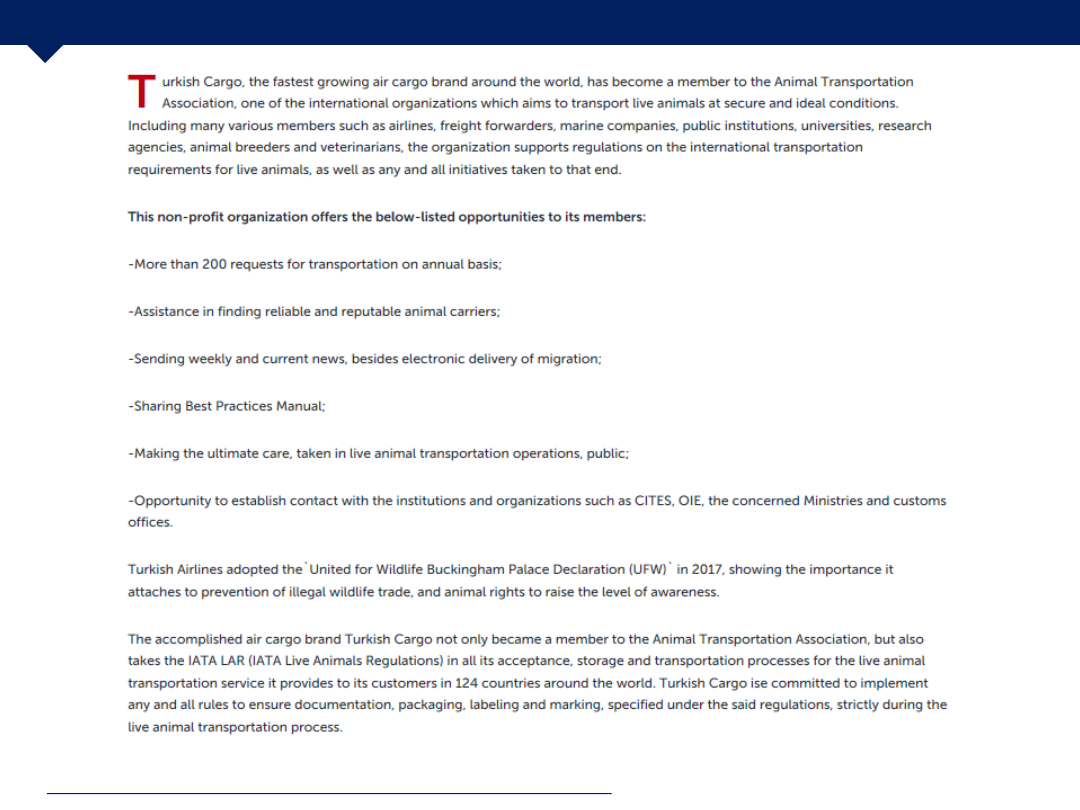 Turkish Cargo, the fastest growing air cargo brand around the world, has become a member to the Animal Transportation
Association, one of the international organizations which aims to transport live animals at secure and ideal conditions.
Including many various members such as airlines, freight forwarders, marine companies, public institutions, universities, research
agencies, animal breeders and veterinarians, the organization supports regulations on the international transportation
requirements for live animals, as well as any and all initiatives taken to that end.
This non-profit organization offers the below-listed opportunities to its members:
-More than 200 requests for transportation on annual basis;
-Assistance in finding reliable and reputable animal carriers;
-Sending weekly and current news, besides electronic delivery of migration;
-Sharing Best Practices Manual;
-Making the ultimate care, taken in live animal transportation operations, public;
-Opportunity to establish contact with the institutions and organizations such as CITES, OIE, the concerned Ministries and customs
offices.
Turkish Airlines adopted the`United for Wildlife Buckingham Palace Declaration (UFW)` in 2017, showing the importance it
attaches to prevention of illegal wildlife trade, and animal rights to raise the level of awareness.
The accomplished air cargo brand Turkish Cargo not only became a member to the Animal Transportation Association, but also
takes the IATA LAR (IATA Live Animals Regulations) in all its acceptance, storage and transportation processes for the live animal
transportation service it provides to its customers in 124 countries around the world. Turkish Cargo ise committed to implement
any and all rules to ensure documentation, packaging, labeling and marking, specified under the said regulations, strictly during the
live animal transportation process.